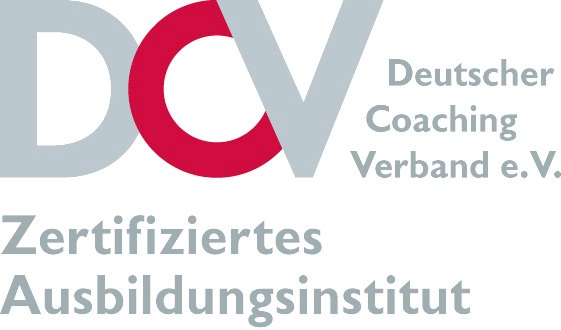 DCV
Deutscher
Coaching
Verband e.V.
Zertifiziertes
Ausbildungsinstitut